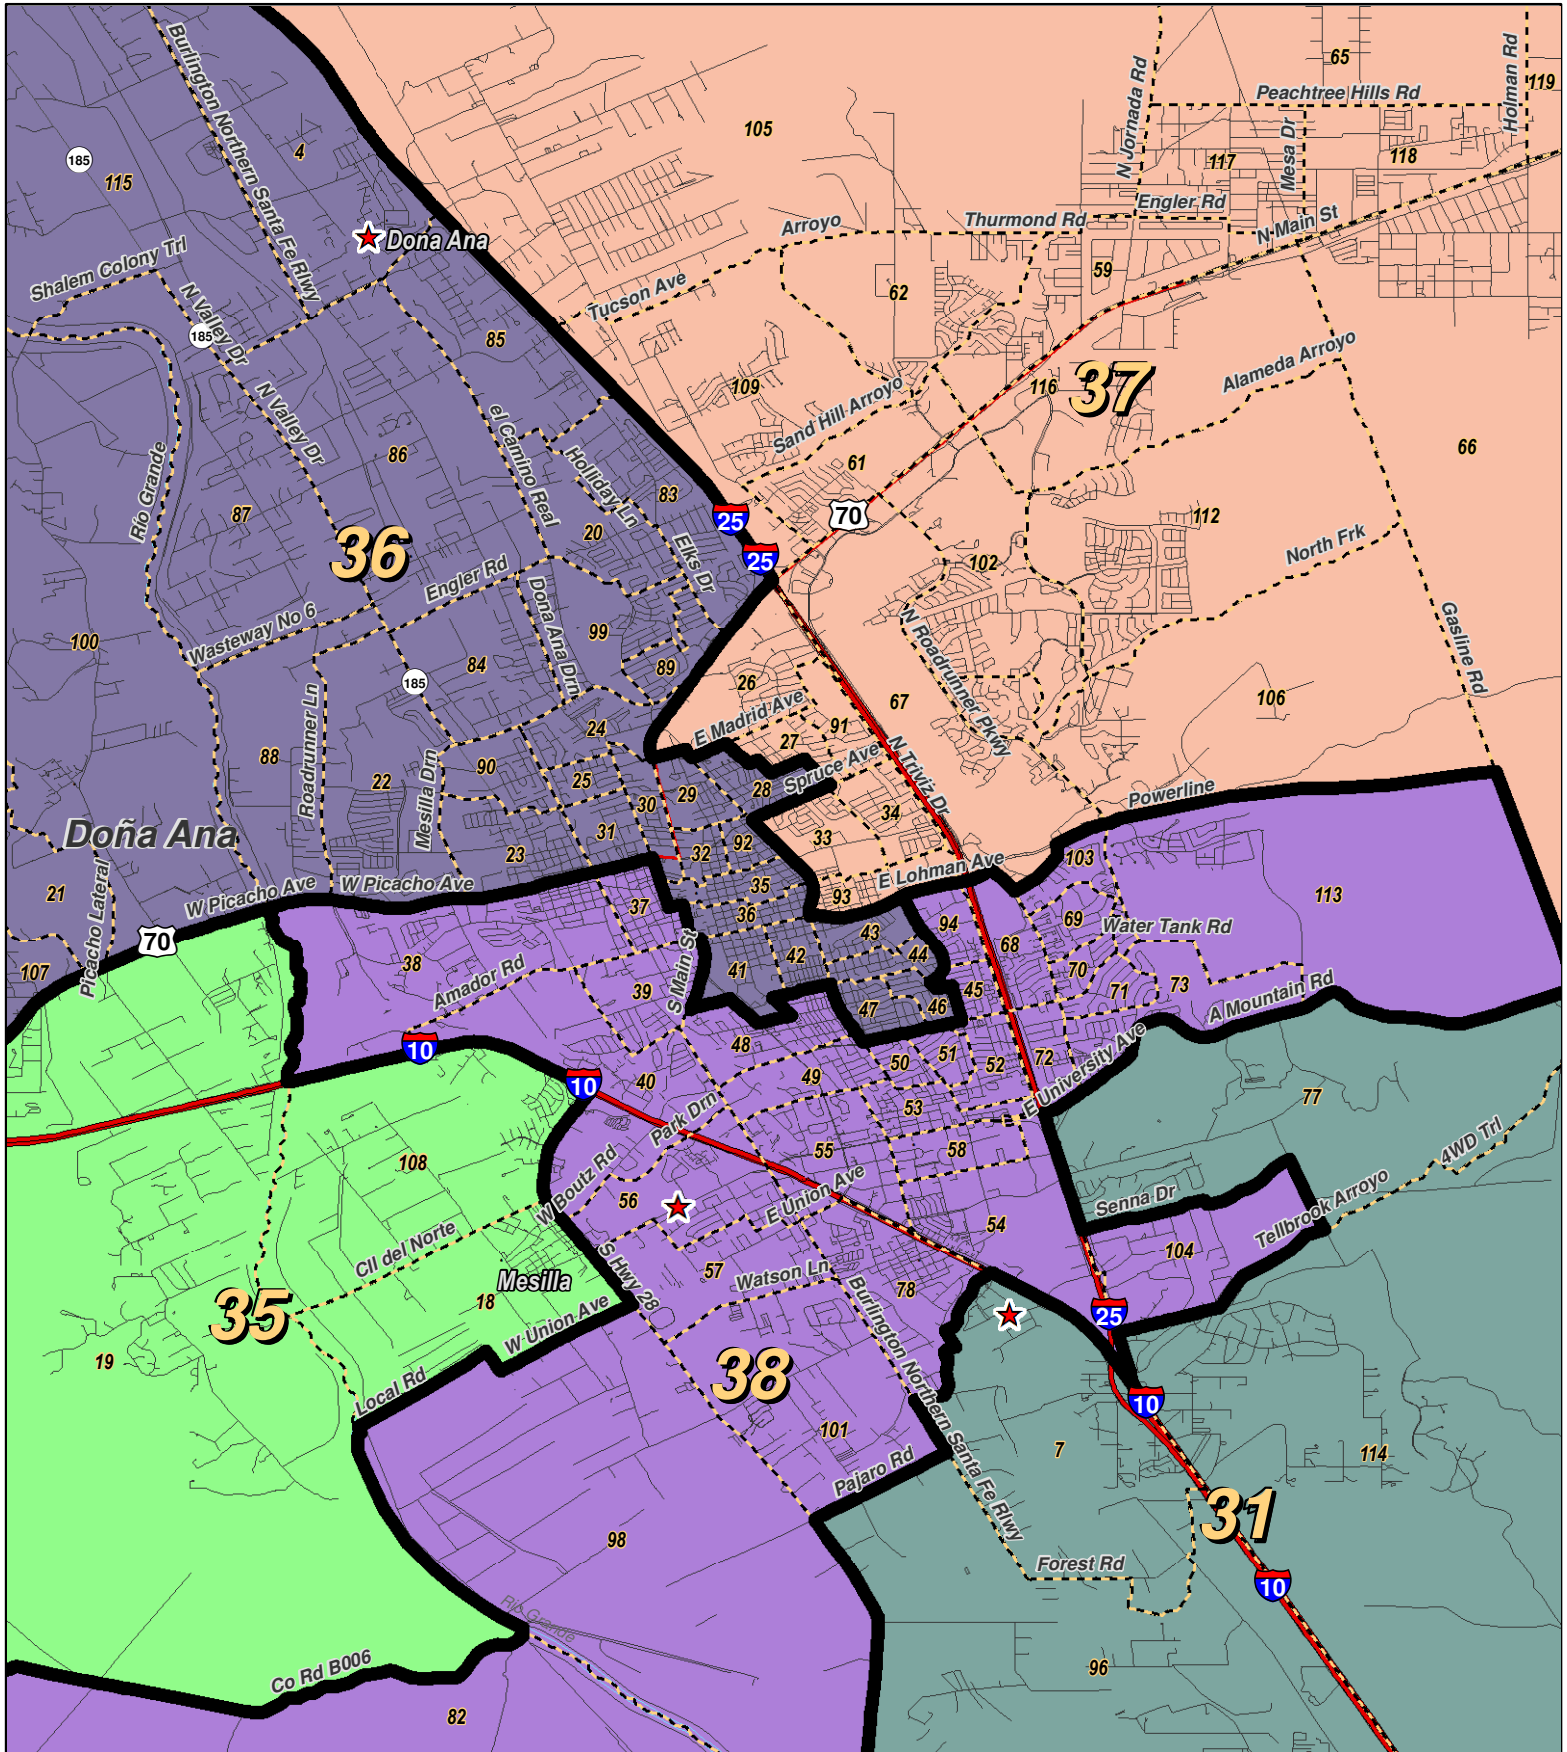 65
Holman Rd
119
Peachtree Hills Rd
Burlington Northern Santa Fe Rlwy
N Jornada Rd
105
4
185
115
117
Mesa Dr
118
Engler Rd
Arroyo
Thurmond Rd
N Main St
Doña Ana
Shalem Colony Trl
59
Tucson Ave
62
N Valley Dr
185
85
Alameda Arroyo
109
116
37
N Valley Dr
Sand Hill Arroyo
el Camino Real
66
86
61
Holliday Ln
Rio Grande
83
87
25
70
112
20
36
25
North Frk
Elks Dr
102
Engler Rd
Doña Ana Drn
Wasteway No 6
99
N Roadrunner Pkwy
Gasline Rd
100
84
89
185
26
67
106
E Madrid Ave
91
24
27
Roadrunner Ln
88
90
Mesilla Drn
22
25
Spruce Ave
N Triviz Dr
28
29
30
Powerline
34
Doña Ana
31
33
92
32
23
103
E Lohman Ave
W Picacho Ave
W Picacho Ave
35
21
93
113
Picacho Lateral
37
36
69
94
Water Tank Rd
70
43
68
S Main St
42
44
38
107
41
70
Amador Rd
73
A Mountain Rd
39
45
71
46
47
10
48
51
E University Ave
72
50
52
10
49
40
77
Park Drn
53
4WD Trl
55
58
108
W Boutz Rd
Senna Dr
56
E Union Ave
Tellbrook Arroyo
54
Cll del Norte
104
S Hwy 28
57
Watson Ln
Mesilla
78
18
25
35
W Union Ave
Burlington Northern Santa Fe Rlwy
19
38
Local Rd
10
101
7
114
Pajaro Rd
31
98
Forest Rd
10
Rio Grande
Co Rd B006
96
82